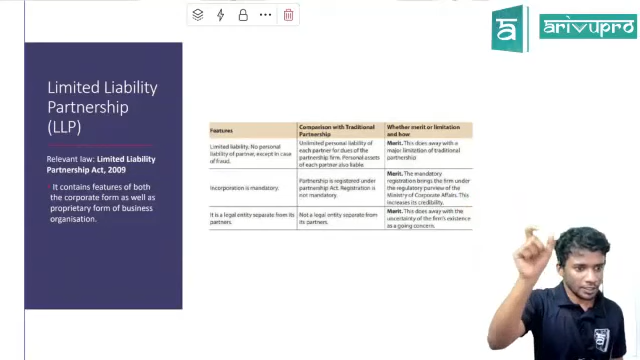 arivupro
Limited Liability
Partnership
(LLP)
Relevant law: Limited Liability
Partnership Act, 2009
It contains features of both
the corporate form as well as
proprietary form of business
organisation.
Features
Comparison with Traditional
Partnership
Whether merit or limitation
and how
Limited liability. No personal
liability of partner, except in case
of fraud.
Unlimited personal liability of
each partner for dues of the
partnership firm. Personal assets
of each partner also liable.
Merit. This does away with a
major limitation of traditional
partnership
Incorporation is mandatory.
Partnership is registered under
partnership Act. Registration is
not mandatory.
Merit. The mandatory
registration brings the firm under
the regulatory purview of the
Ministry of Corporate Affair. This
increases its credibility.
It is a legal entity separate from its
partners.
Not a legal entity separate from
its partners.
Merit. This does away with the
uncertainty of the firm's existence
as a going concern.